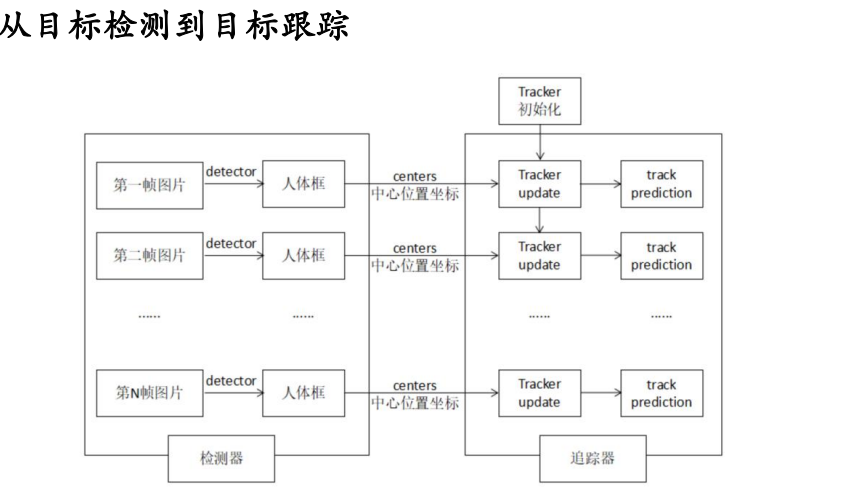 从目标检测到目标跟踪
Tracker
初始化
第一帧图片
detector
人体框
centers
中心位置坐标
Tracker
update
track
prediction
第二帧图片
detector
人体框
centers
中心位置坐标
Tracker
update
track
prediction
......
......
......
......
第N帧图片
detector
人体框
centers
中心位置坐标
Tracker
update
track
prediction
检测器
追踪器